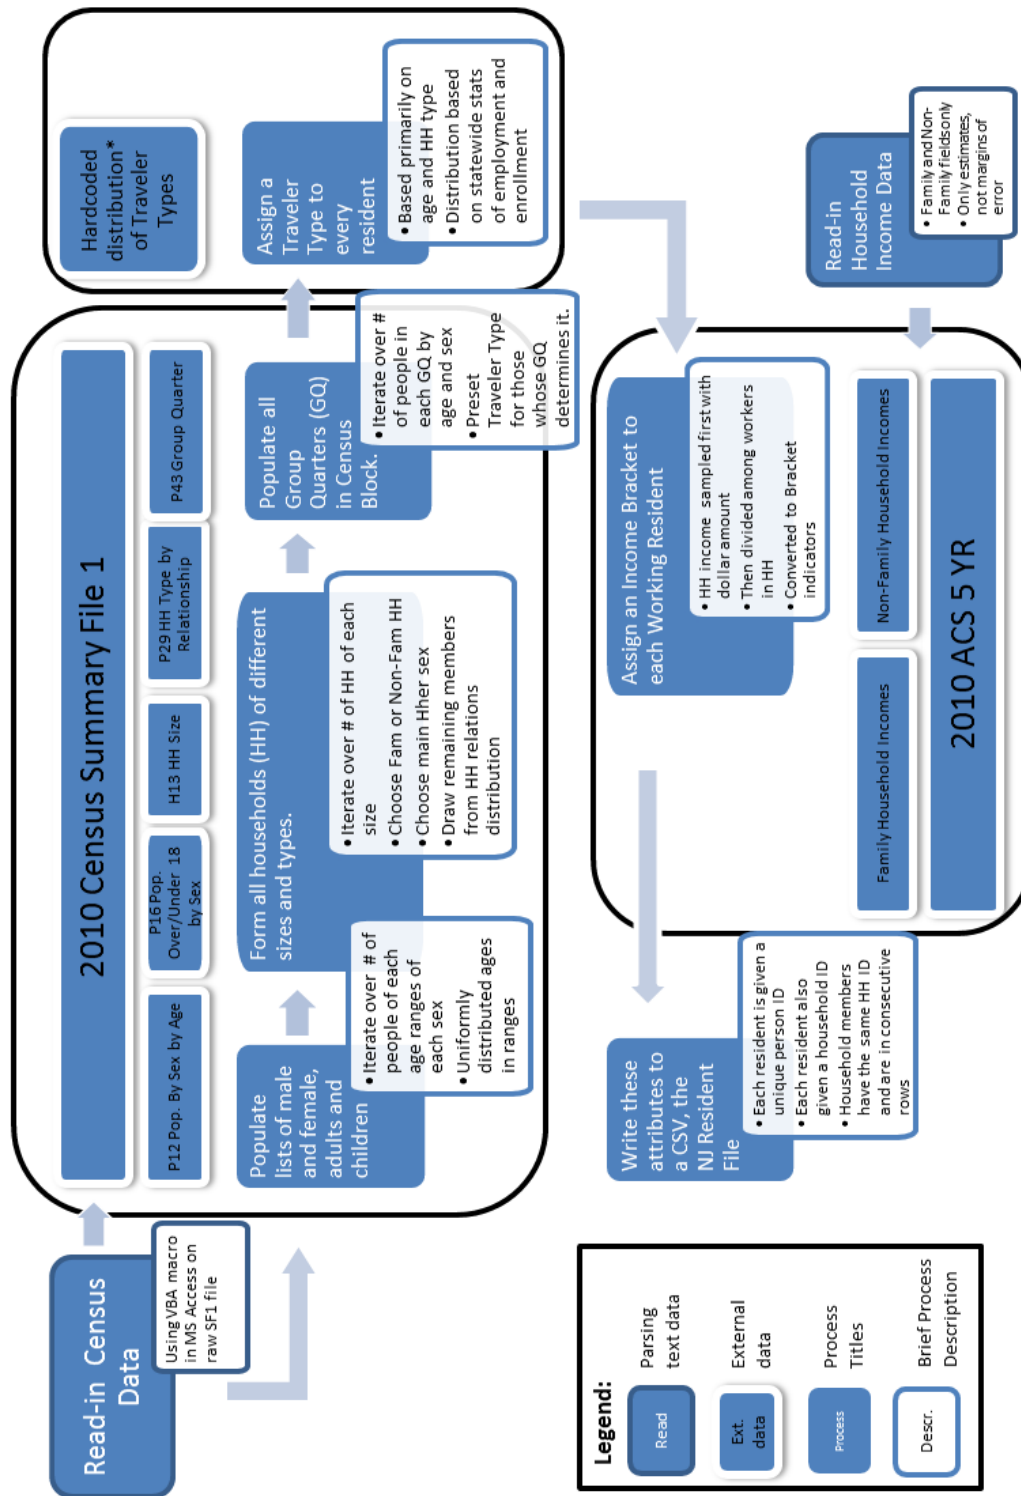 Read-in Census
Data
Using VBA macro
in MS Access on
raw SF1 file
2010 Census Summary File 1
P12 Pop. By Sex by Age
P16 Pop.
Over/Under 18
by Sex
H13 HH Size
P29 HH Type by
Relationship
P43 Group Quarter
Populate
lists of male
and female,
adults and
children
• Iterate over # of
people of each
age ranges of
each sex
• Uniformly
distributed ages
in ranges
Form all households (HH) of different
sizes and types.
• Iterate over # of HH of each
size
• Choose Fam or Non-Fam HH
• Choose main Hher sex
• Draw remaining members
from HH relations
distribution
Populate all
Group
Quarters (GQ)
in Census
Block.
• Iterate over #
of people in
each GQ by
age and sex
• Preset
Traveler Type
for those
whose GQ
determines it.
Hardcoded
distribution*
of Traveler
Types
Assign a
Traveler
Type to
every
resident
• Based primarily on
age and HH type
• Distribution based
on statewide stats
of employment and
enrollment
Read-in
Household
Income Data
• Family and Non-
Family fields only
• Only estimates,
not margins of
error
Assign an Income Bracket to
each Working Resident
• HH income sampled first with
dollar amount
• Then divided among workers
in HH
• Converted to Bracket
indicators
Family Household Incomes
Non-Family Household Incomes
2010 ACS 5 YR
Write these
attributes to
a CSV, the
NJ Resident
File
• Each resident is given a
unique person ID
• Each resident also
given a household ID
• Household members
have the same HH ID
and are in consecutive
rows
Legend:
Read
Parsing
text data
Ext.
data
External
data
Process
Process
Titles
Descr.
Brief Process
Description